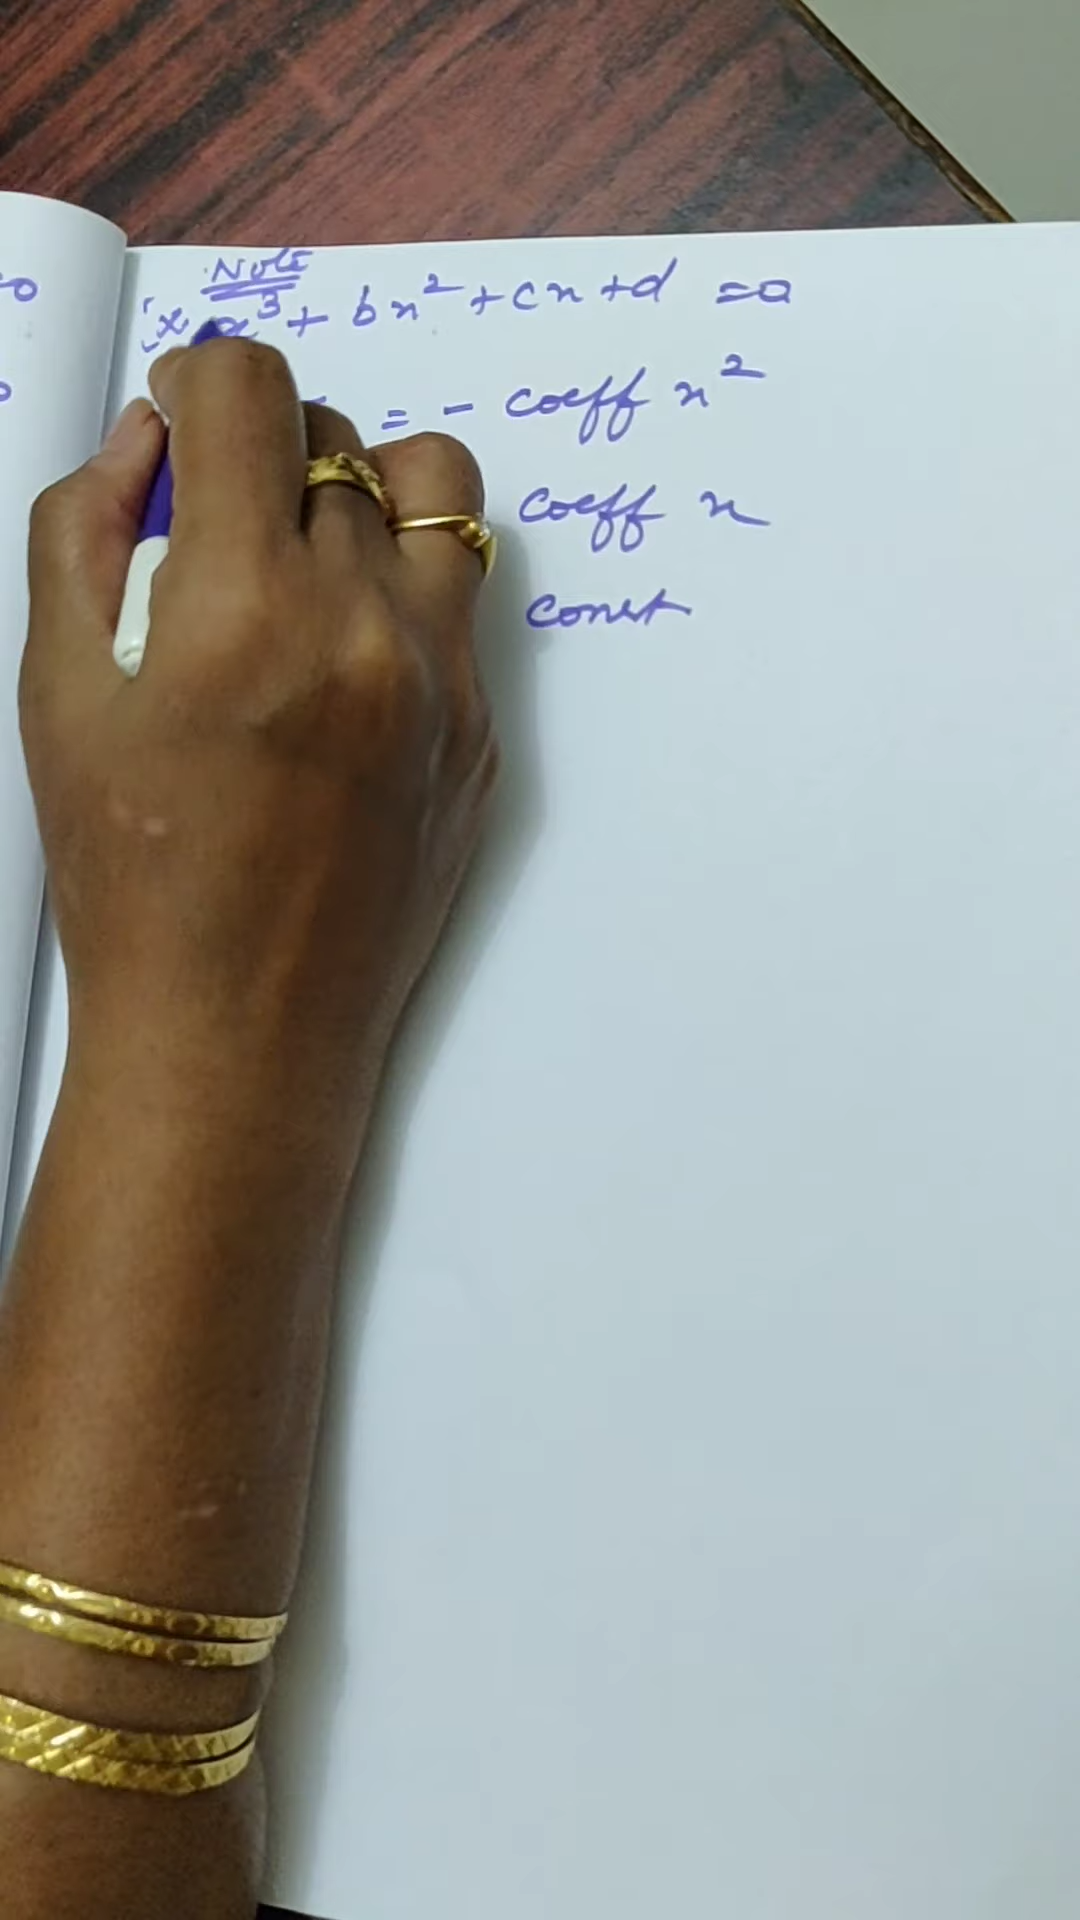 Note
x x³ + bx² + cx + d = 0
= - coeff x²
coeff x
const